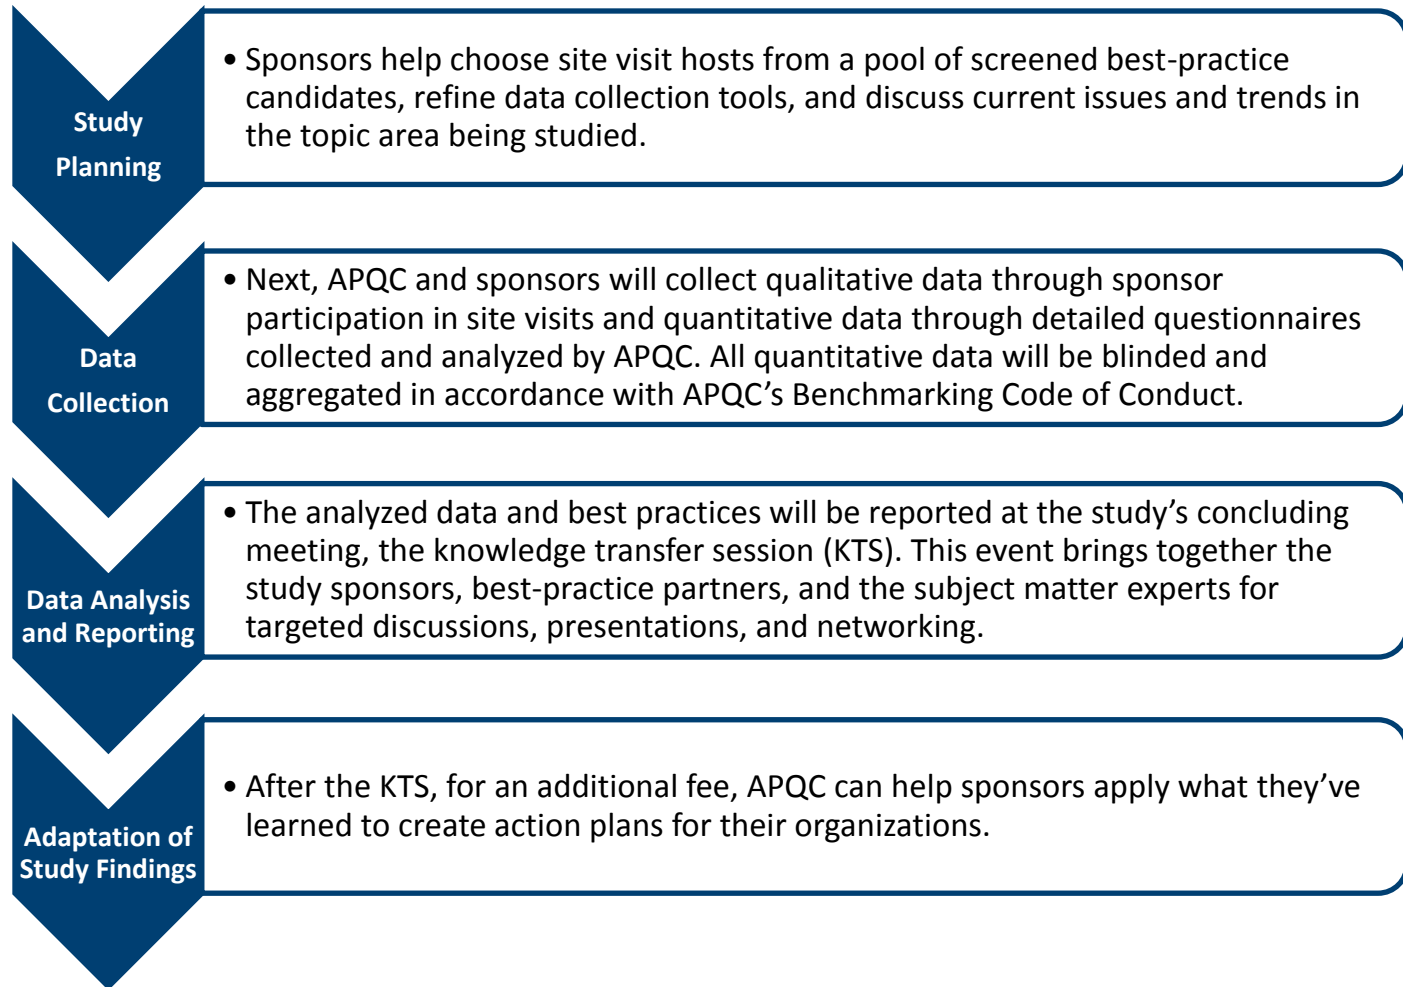 Study
Planning
• Sponsors help choose site visit hosts from a pool of screened best-practice
candidates, refine data collection tools, and discuss current issues and trends in
the topic area being studied.
Data
Collection
• Next, APQC and sponsors will collect qualitative data through sponsor
participation in site visits and quantitative data through detailed questionnaires
collected and analyzed by APQC. All quantitative data will be blinded and
aggregated in accordance with APQC’s Benchmarking Code of Conduct.
Data Analysis
and Reporting
• The analyzed data and best practices will be reported at the study’s concluding
meeting, the knowledge transfer session (KTS). This event brings together the
study sponsors, best-practice partners, and the subject matter experts for
targeted discussions, presentations, and networking.
Adaptation of
Study Findings
• After the KTS, for an additional fee, APQC can help sponsors apply what they’ve
learned to create action plans for their organizations.